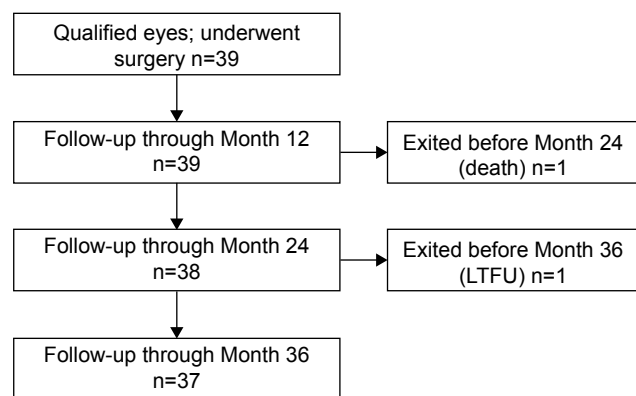 Qualified eyes; underwent
surgery n=39
Follow-up through Month 12
n=39
Exited before Month 24
(death) n=1
Follow-up through Month 24
n=38
Exited before Month 36
(LTFU) n=1
Follow-up through Month 36
n=37